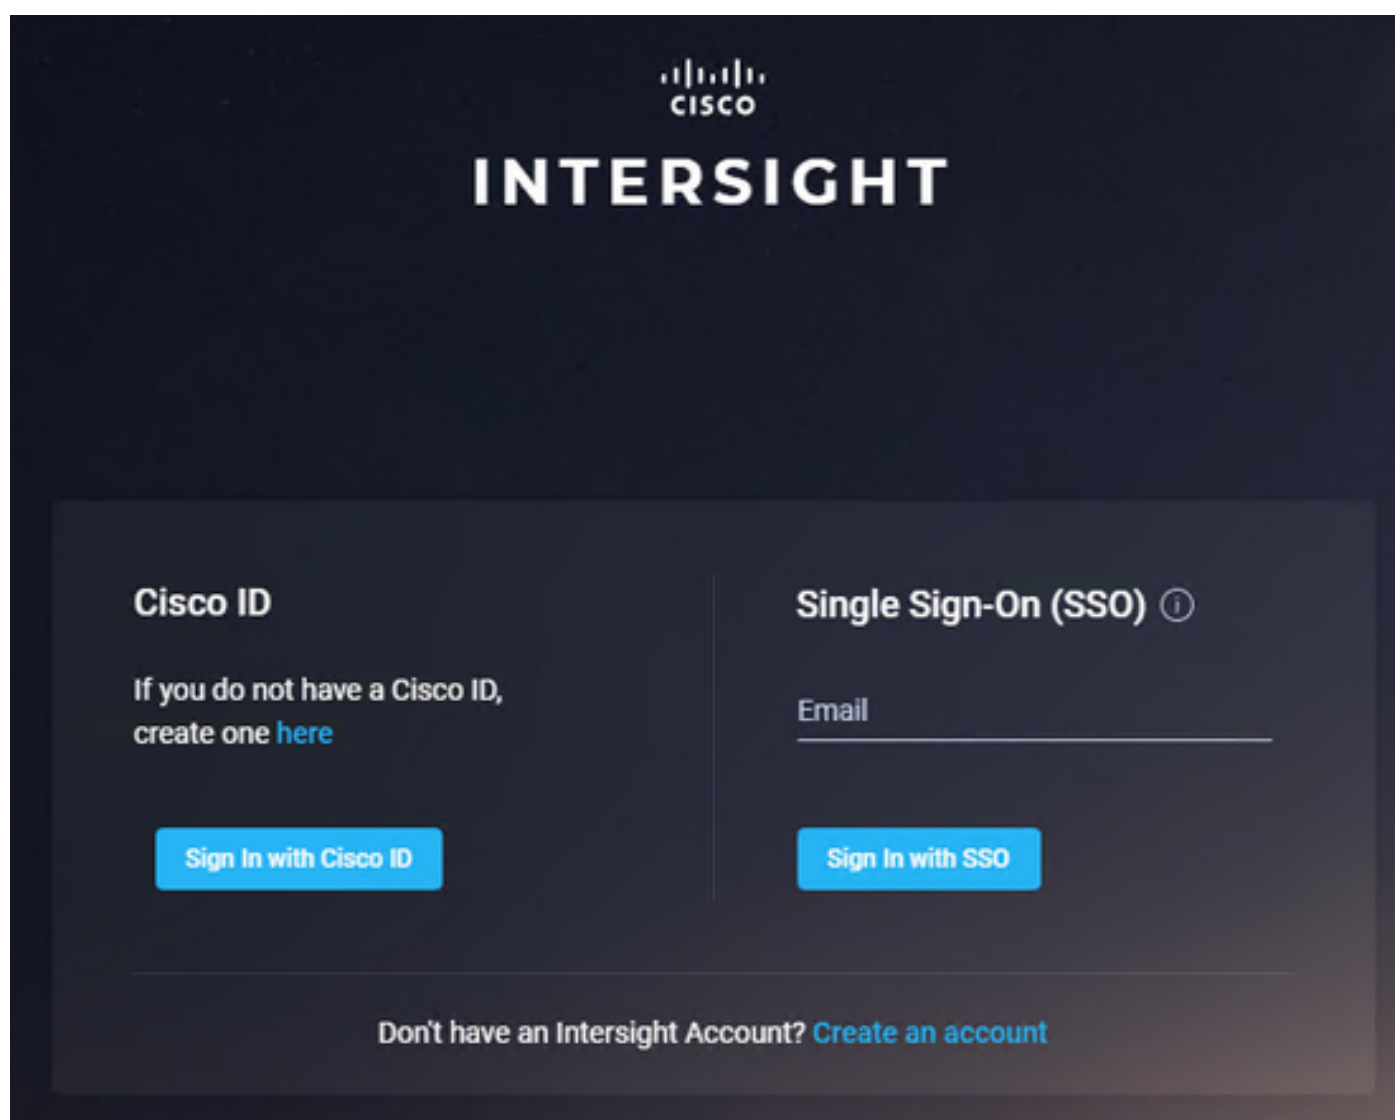 CISCO
INTERSIGHT
Cisco ID
If you do not have a Cisco ID,
create one here
Sign In with Cisco ID
Single Sign-On (SSO)
Email
Sign In with SSO
Don't have an Intersight Account? Create an account